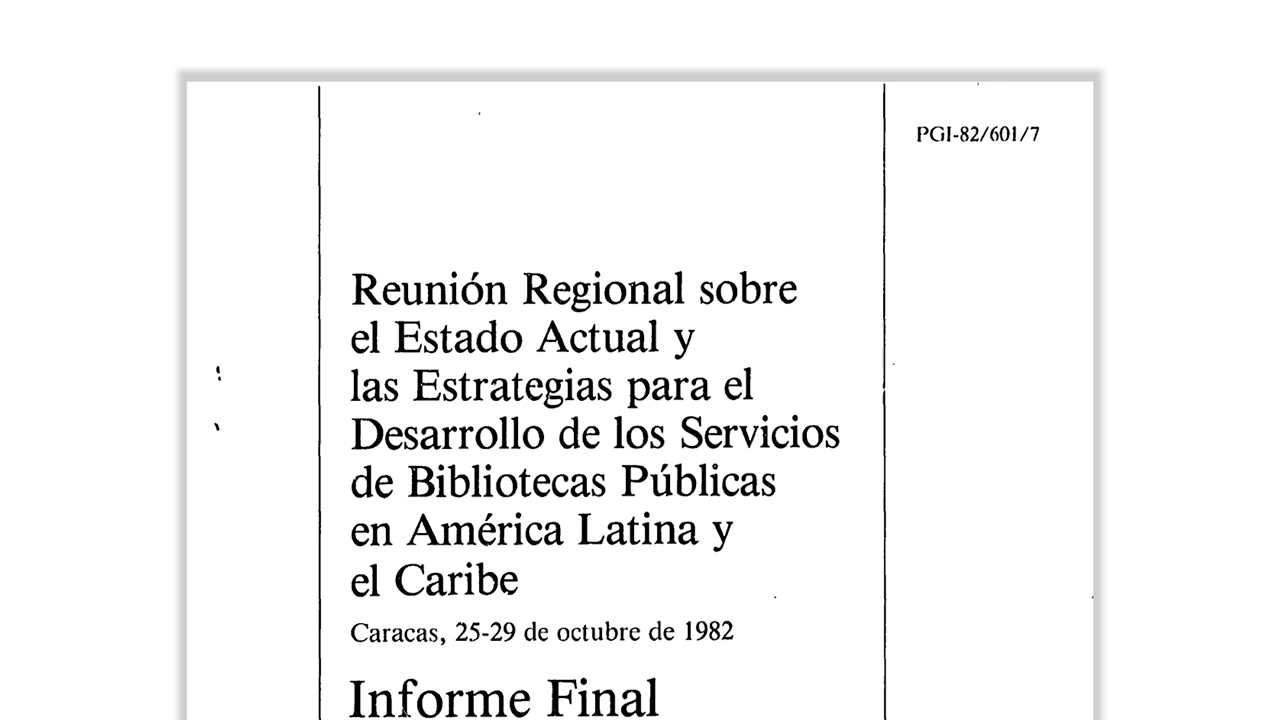 PGI-82/601/7
Reunión Regional sobre
el Estado Actual y
las Estrategias para el
Desarrollo de los Servicios
de Bibliotecas Públicas
en América Latina y
el Caribe
Caracas, 25-29 de octubre de 1982
Informe Final